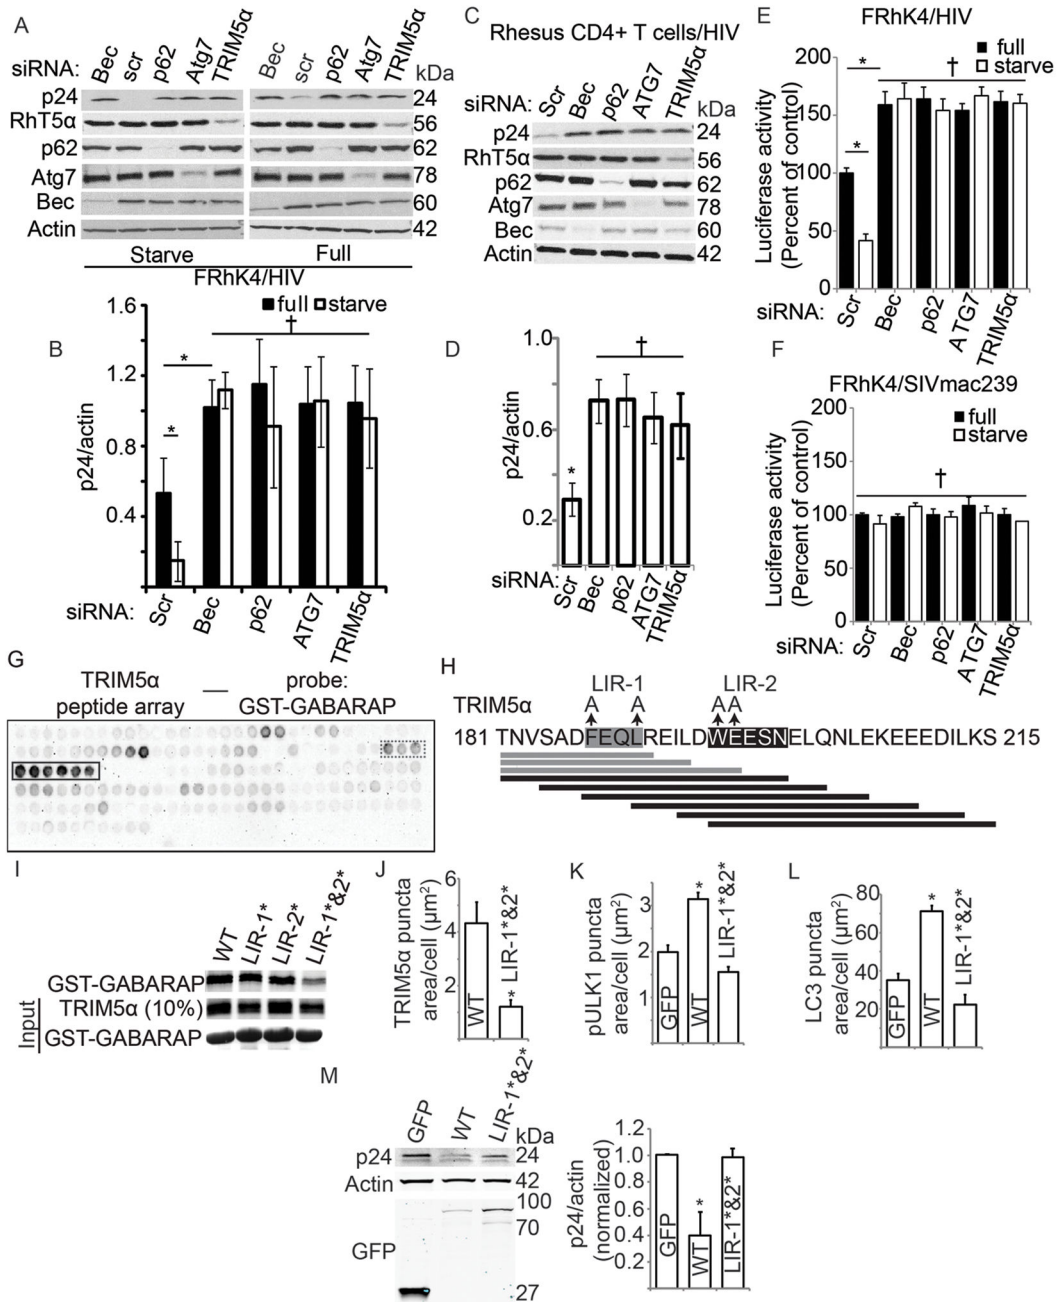 A
siRNA: Bec scr p62 Atg7 TRIM5α Bec scr p62 Atg7 TRIM5α kDa
p24 24
RhT5α 56
p62 62
Atg7 78
Bec 60
Actin 42
Starve Full
FRhK4/HIV
B
full starve
†
*
*
p24/actin
1.6
1.2
0.8
0.4
siRNA: Scr Bec p62 ATG7 TRIM5α
C
Rhesus CD4+ T cells/HIV
siRNA: Scr Bec p62 ATG7 TRIM5α kDa
p24 24
RhT5α 56
p62 62
Atg7 78
Bec 60
Actin 42
D
†
*
p24/actin
1.0
0.6
0.2
siRNA: Scr Bec p62 ATG7 TRIM5α
E
FRhK4/HIV
full
starve
* †
*
Luciferase activity
(Percent of control)
200
150
100
50
0
siRNA: Scr Bec p62 ATG7 TRIM5α
F
FRhK4/SIVmac239
full
starve
†
Luciferase activity
(Percent of control)
200
150
100
50
0
siRNA: Scr Bec p62 ATG7 TRIM5α
G
TRIM5α peptide array
probe: GST-GABARAP
H
LIR-1 LIR-2
TRIM5α A A AA
181 TNVSADFEQLREILDWEESNELQNLEKEEEDILKS 215
I
WT LIR-1* LIR-2* LIR-1*&2*
GST-GABARAP
Input
TRIM5α (10%)
GST-GABARAP
J
TRIM5α puncta
area/cell (µm²)
6
4
2
WT
* LIR-1*&2*
K
pULK1 puncta
area/cell (µm²)
3
2
1
GFP
WT *
LIR-1*&2*
L
LC3 puncta
area/cell (µm²)
80
60
40
20
GFP
WT *
LIR-1*&2*
M
GFP WT LIR-1*&2* kDa
p24 24
Actin 42
100
70
GFP
27
p24/actin
(normalized)
1.2
1.0
0.8
0.6
0.4
0.2
GFP
WT *
LIR-1*&2*